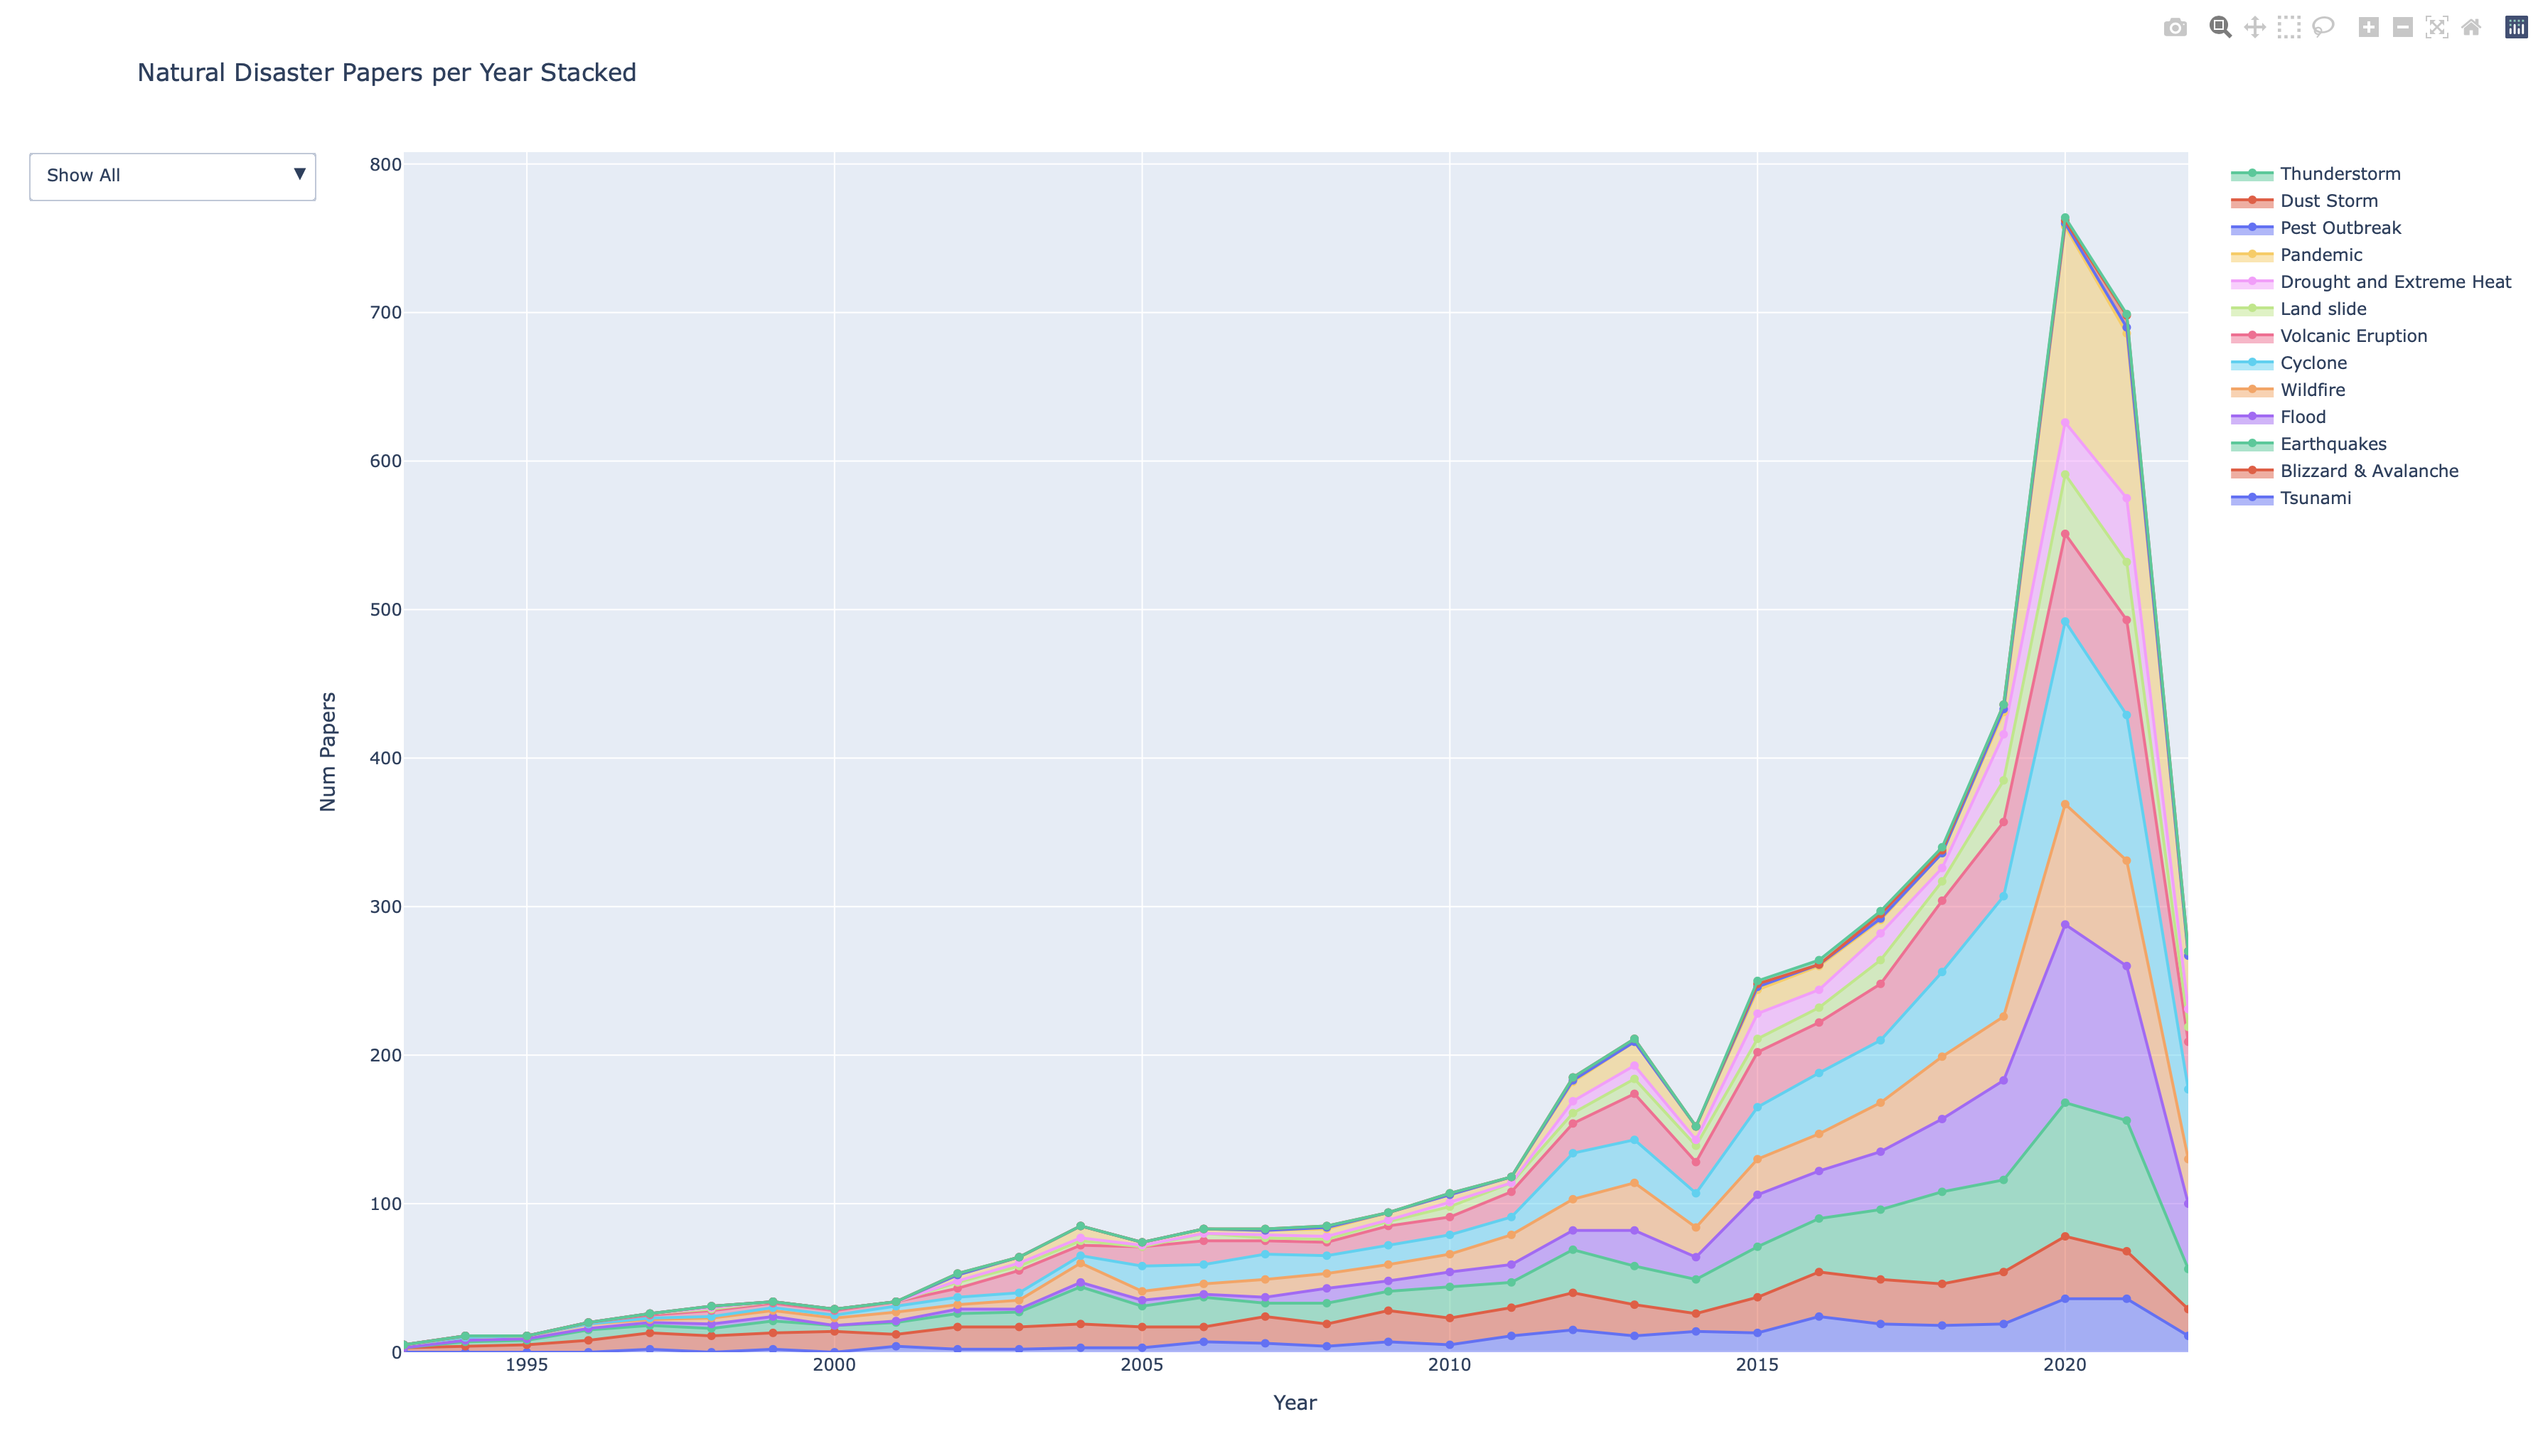 Natural Disaster Papers per Year Stacked
Show All ▼
800
700
600
500
400
300
200
100
0
Num Papers
1995 2000 2005 2010 2015 2020
Year
Thunderstorm
Dust Storm
Pest Outbreak
Pandemic
Drought and Extreme Heat
Land slide
Volcanic Eruption
Cyclone
Wildfire
Flood
Earthquakes
Blizzard & Avalanche
Tsunami